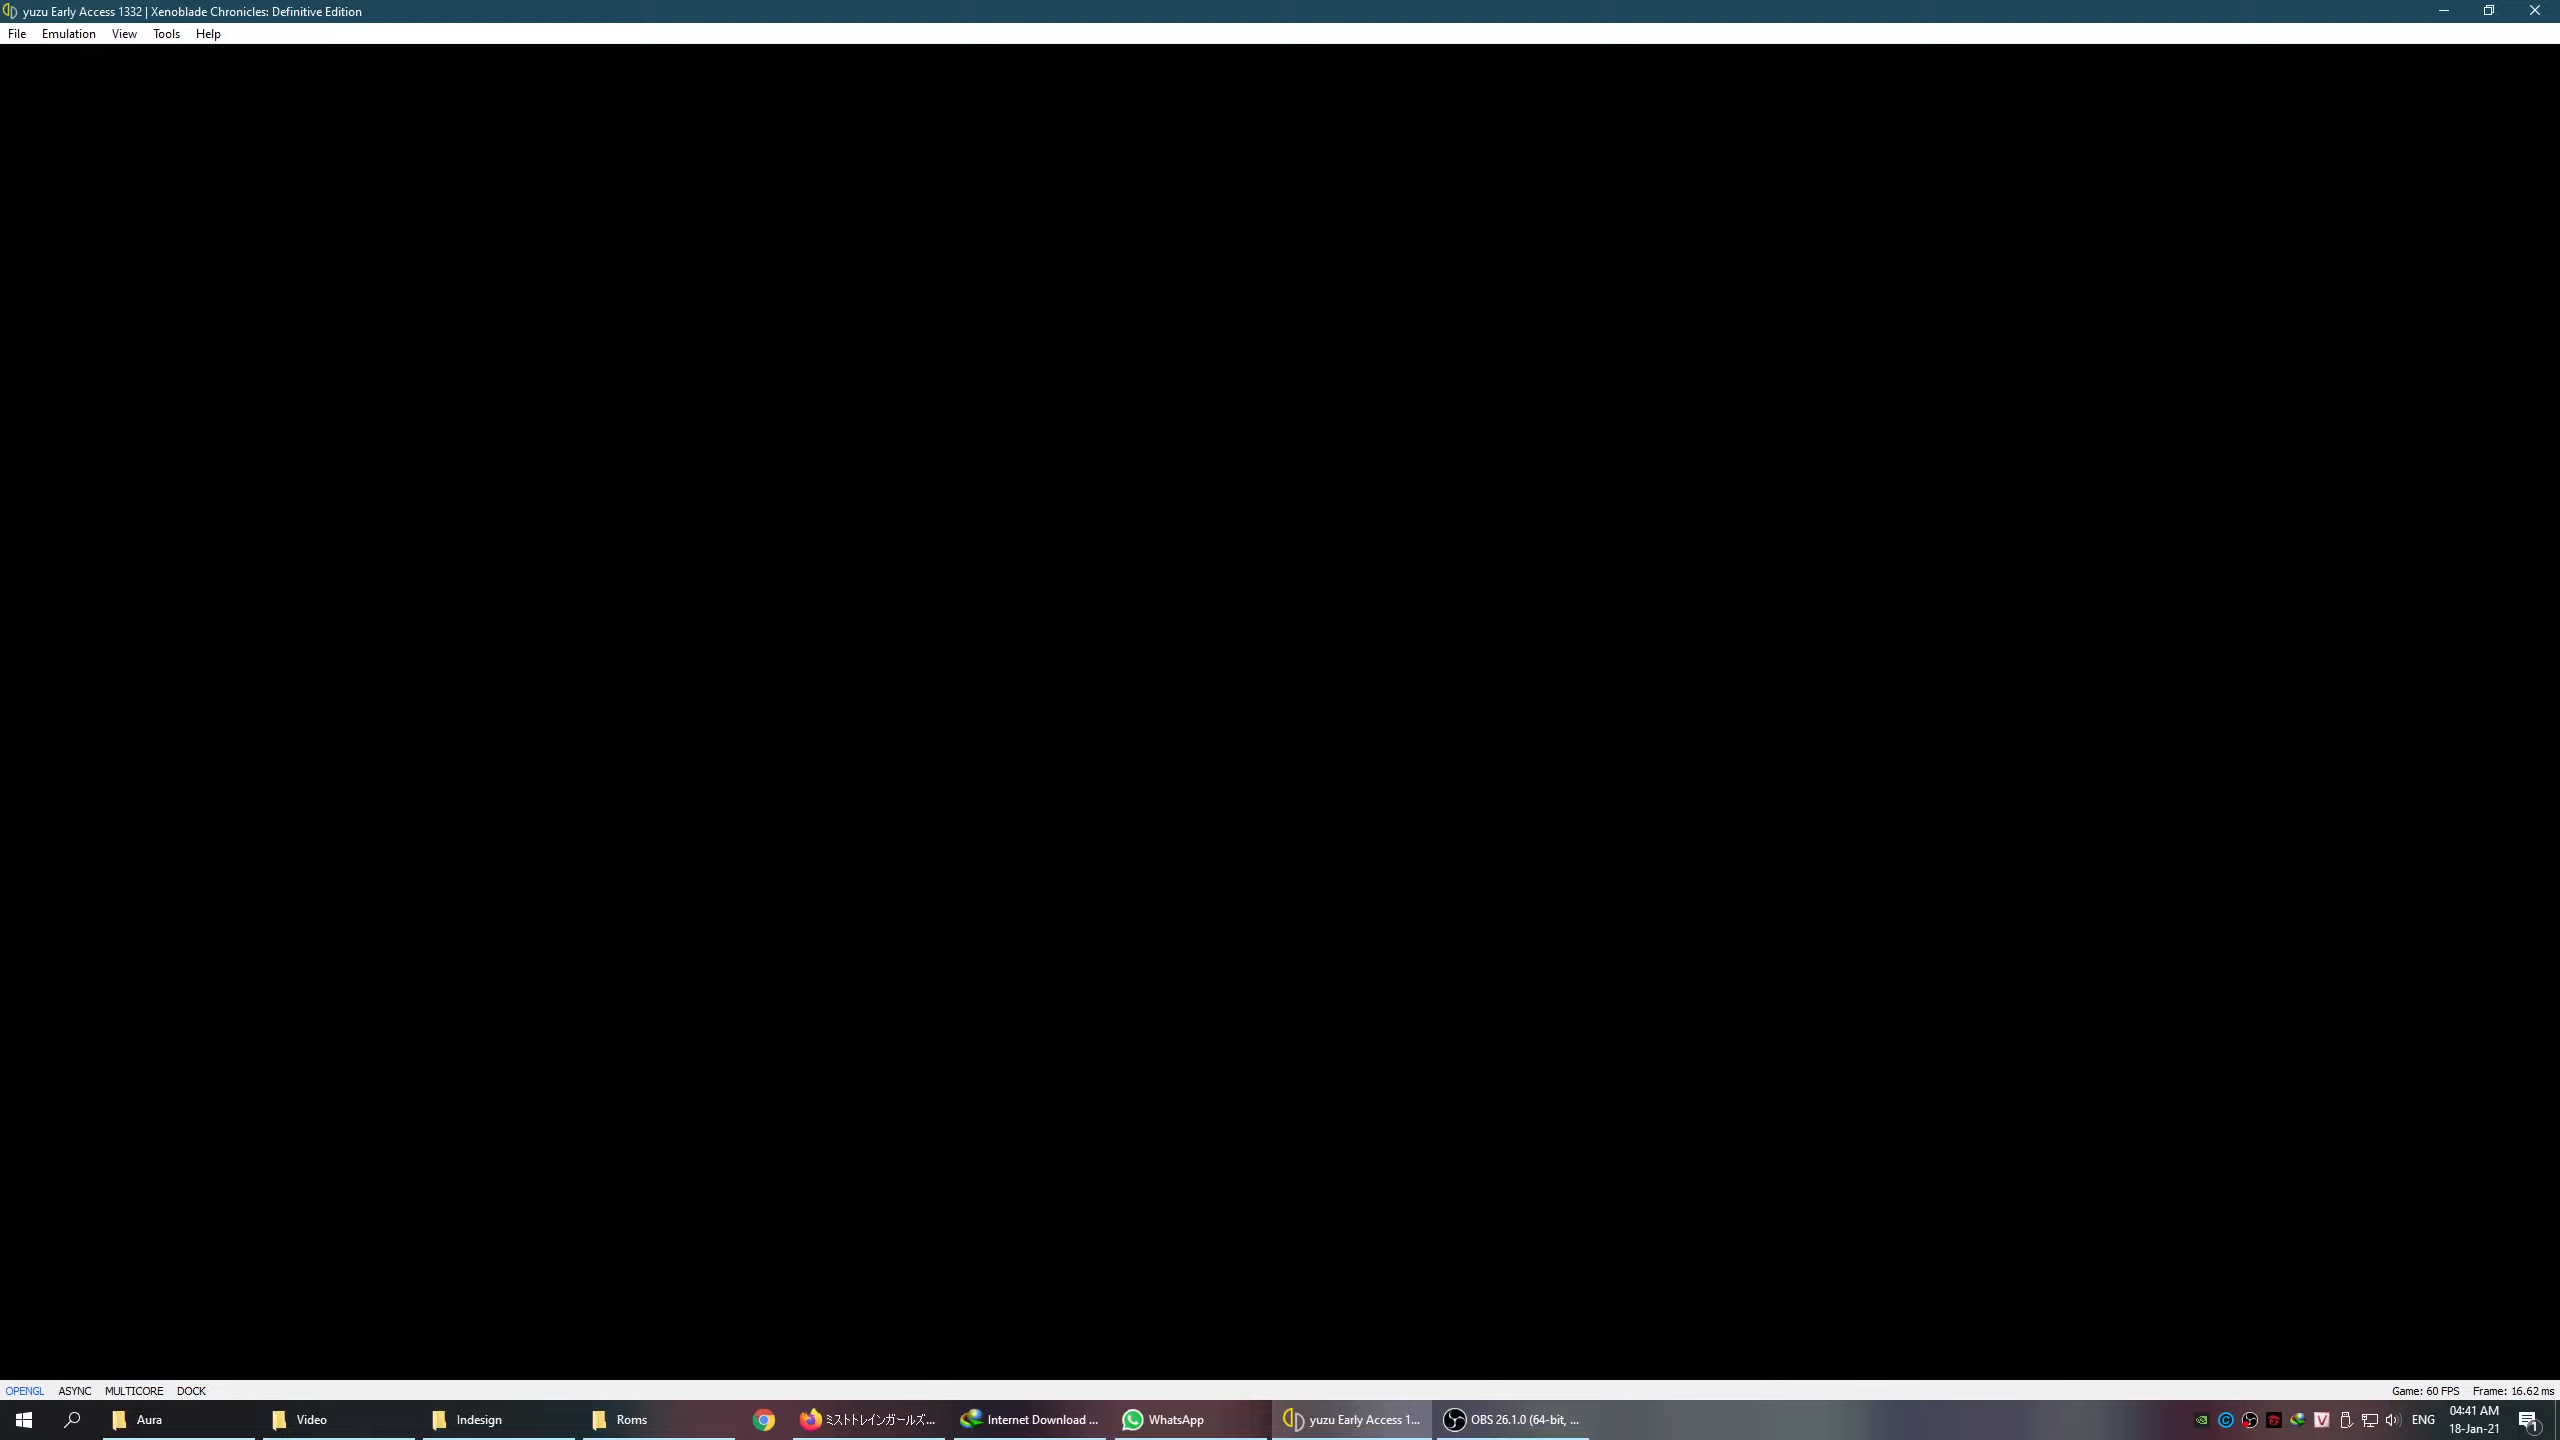 yuzu Early Access 1332 | Xenoblade Chronicles: Definitive Edition
File Emulation View Tools Help
OPENGL ASYNC MULTICORE DOCK Game: 60 FPS Frame: 16.62 ms
Aura Video Indesign Roms ミストトレインガールズ... Internet Download ... WhatsApp yuzu Early Access 1... OBS 26.1.0 (64-bit, ... ENG 04:41 AM
18-Jan-21 1